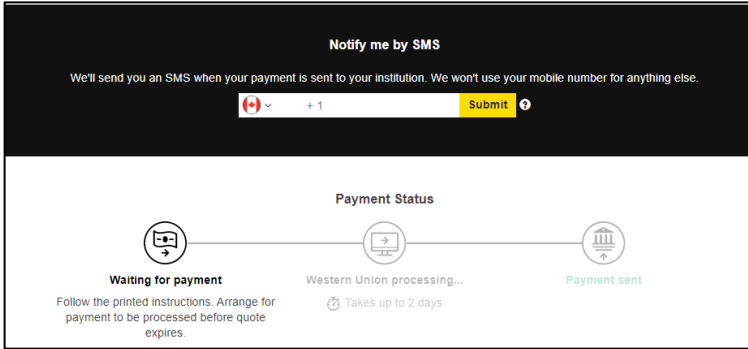 Notify me by SMS
We'll send you an SMS when your payment is sent to your institution. We won't use your mobile number for anything else.
+ 1 Submit ?
Payment Status
Waiting for payment
Western Union processing...
Payment sent
Follow the printed instructions. Arrange for
payment to be processed before quote
expires.
Takes up to 2 days